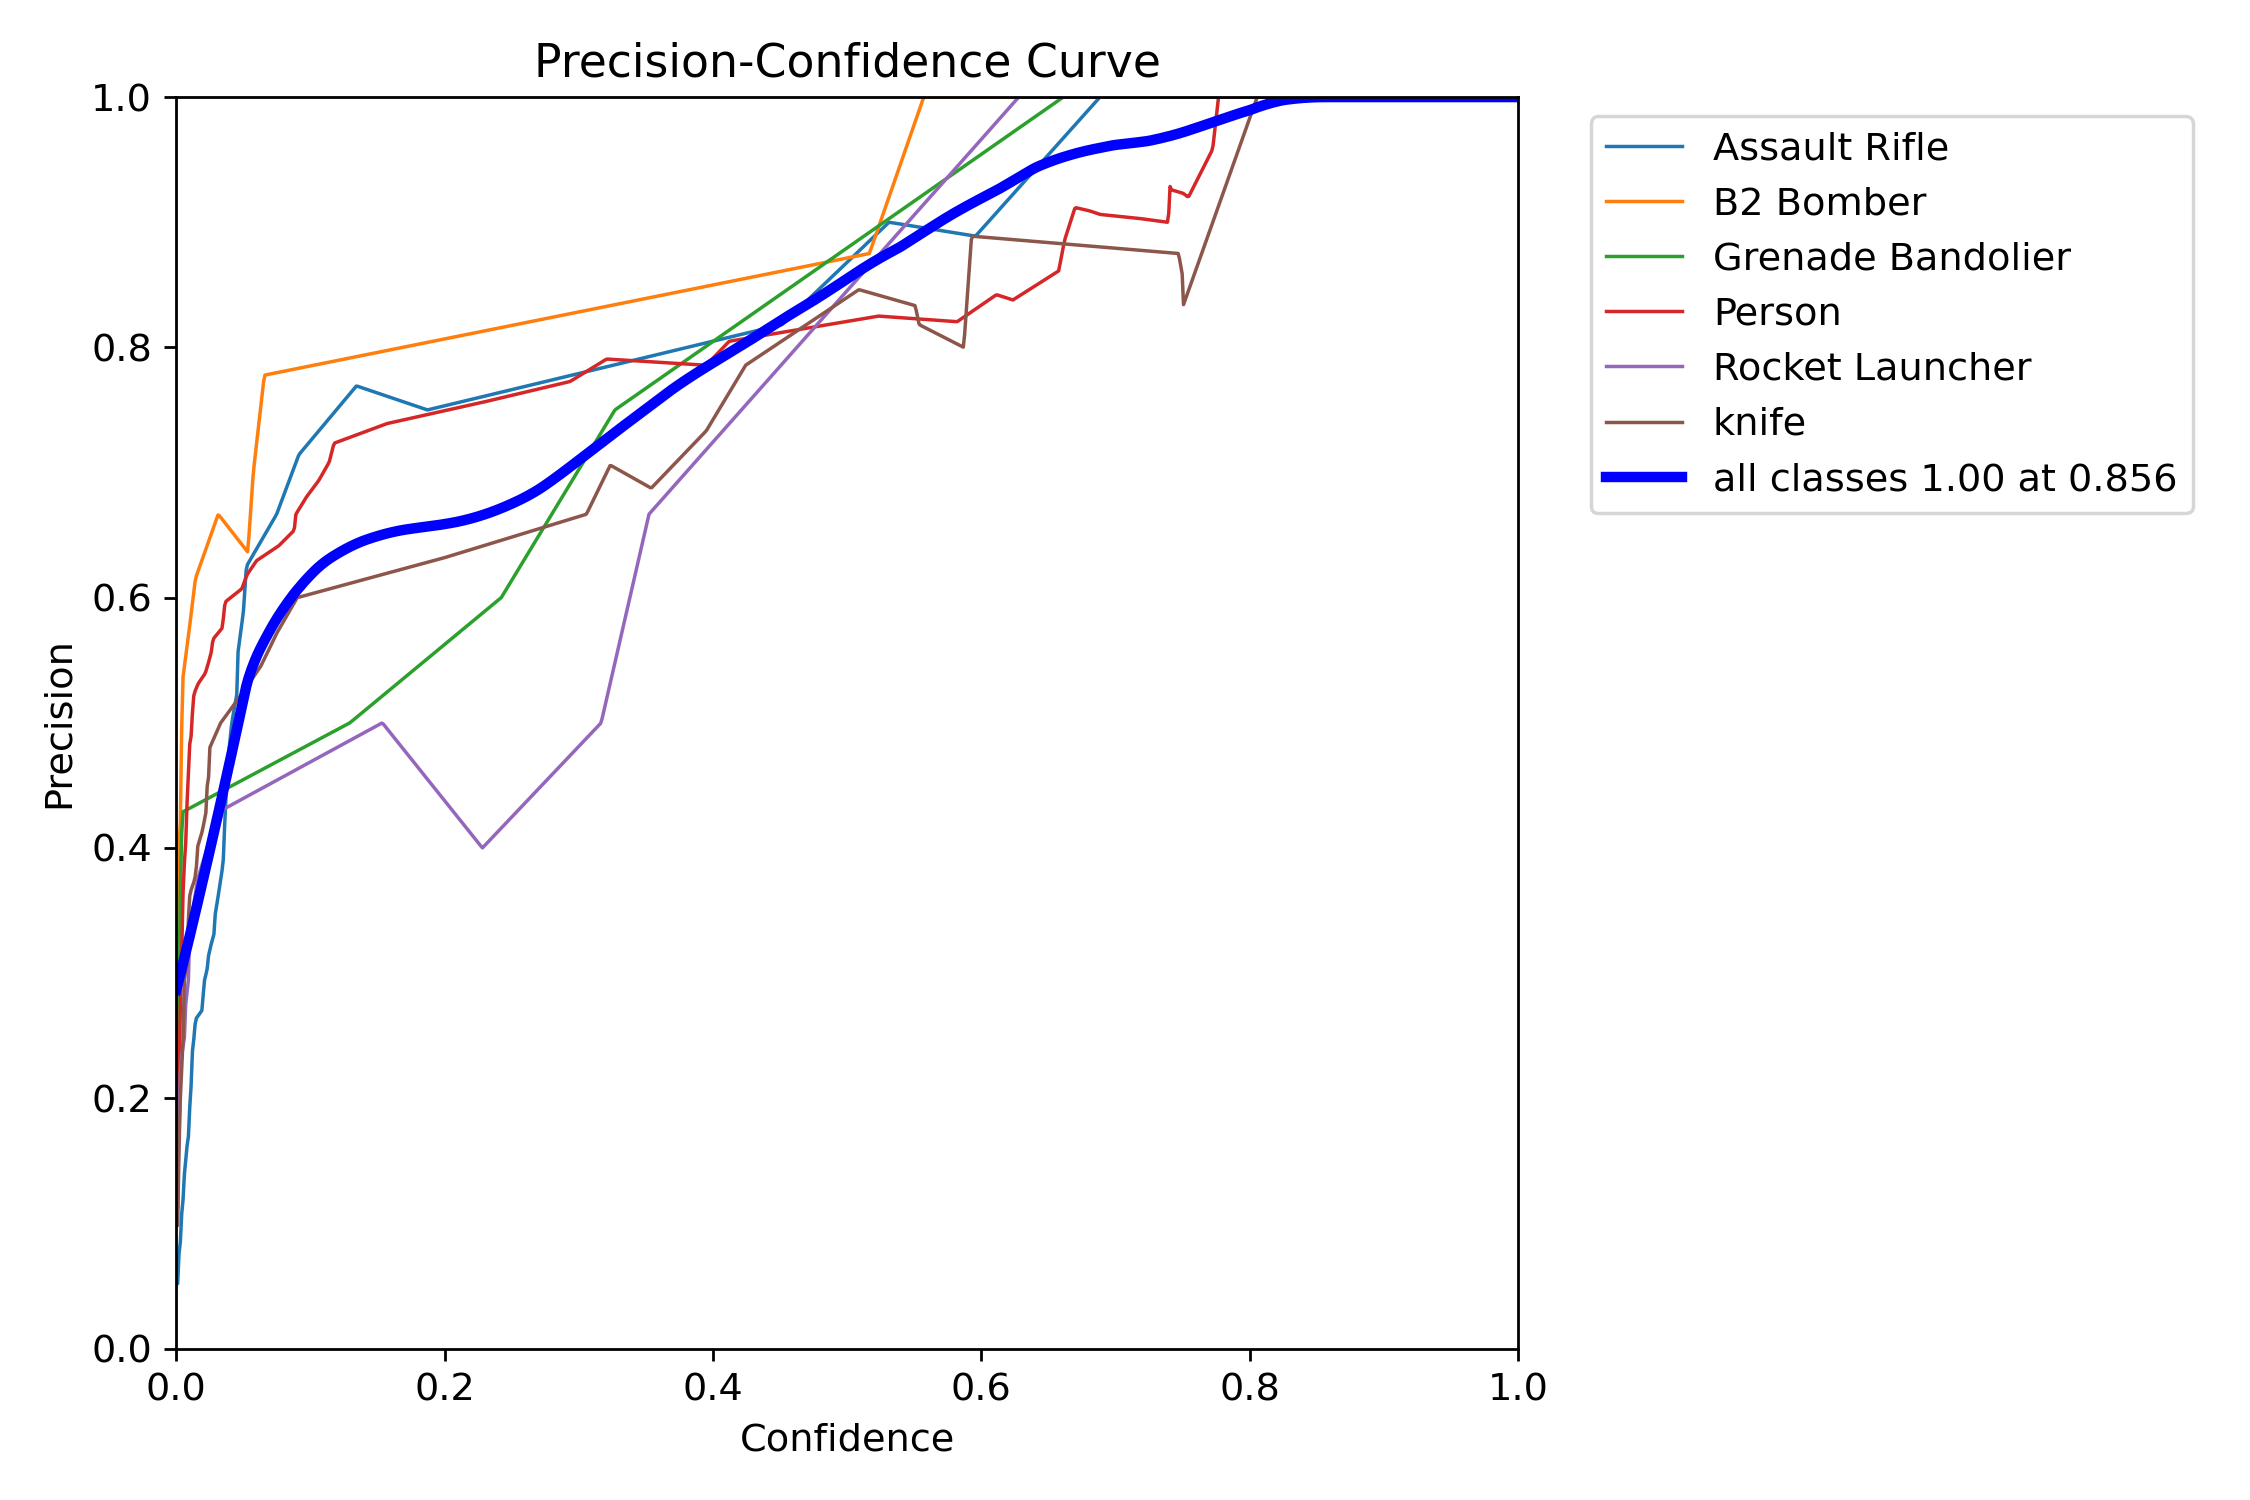 Precision-Confidence Curve
1.0
0.8
0.6
0.4
0.2
0.0
Precision
0.0 0.2 0.4 0.6 0.8 1.0
Confidence
Assault Rifle
B2 Bomber
Grenade Bandolier
Person
Rocket Launcher
knife
all classes 1.00 at 0.856